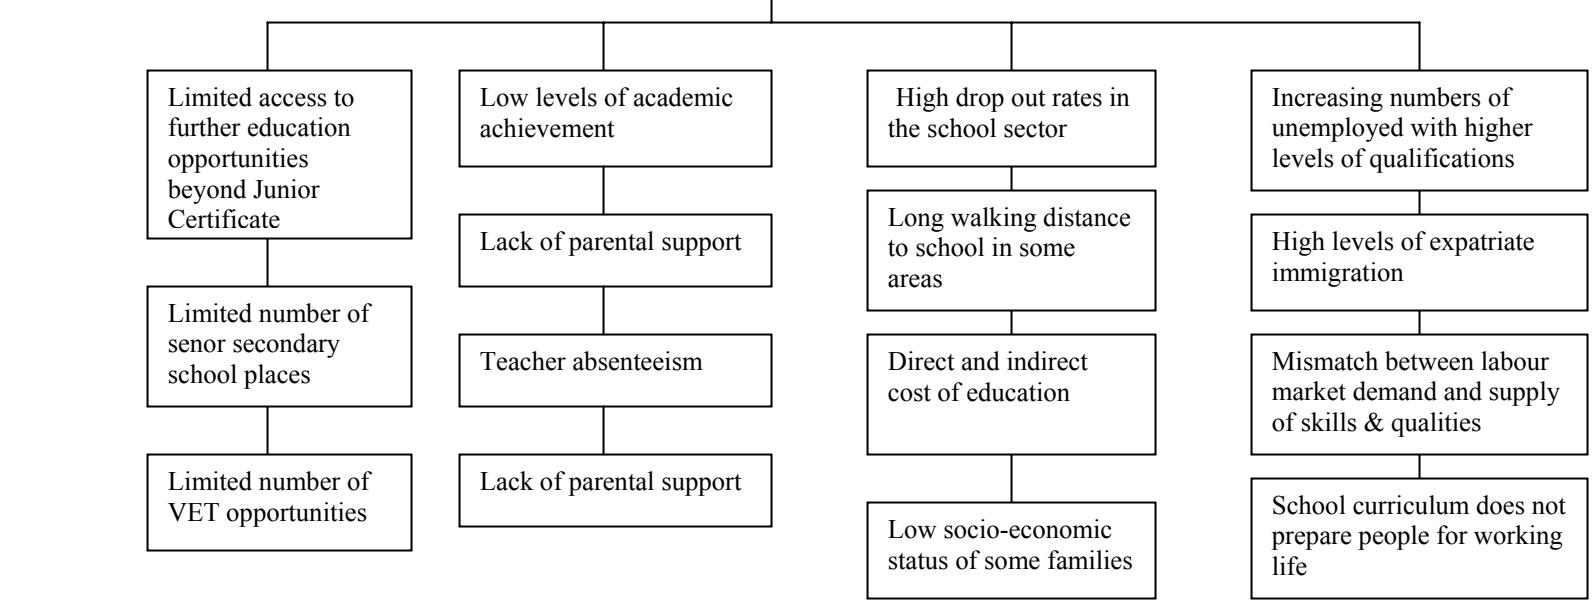 Limited access to
further education
opportunities
beyond Junior
Certificate
Limited number of
senor secondary
school places
Limited number of
VET opportunities
Low levels of academic
achievement
Lack of parental support
Teacher absenteeism
Lack of parental support
High drop out rates in
the school sector
Long walking distance
to school in some
areas
Direct and indirect
cost of education
Low socio-economic
status of some families
Increasing numbers of
unemployed with higher
levels of qualifications
High levels of expatriate
immigration
Mismatch between labour
market demand and supply
of skills & qualities
School curriculum does not
prepare people for working
life